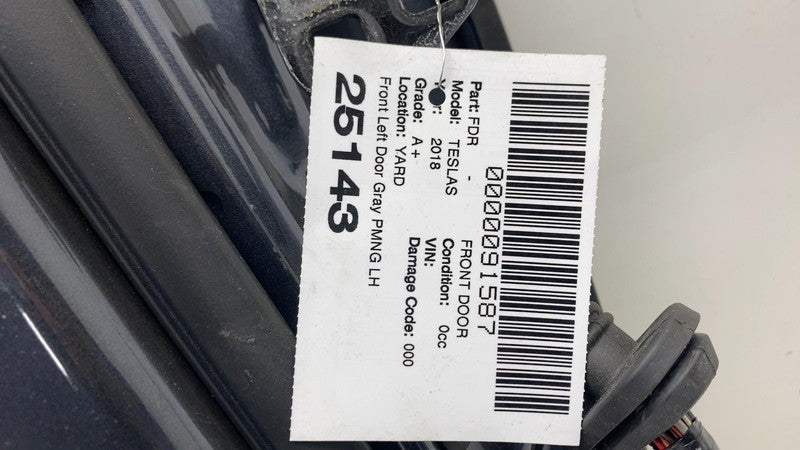 0000091587
Part: FDR - FRONT DOOR
Model: TESLAS Condition: 0cc
2018 VIN:
Grade: A+ Damage Code: 000
Location: YARD
Front Left Door Gray PMNG LH
25143